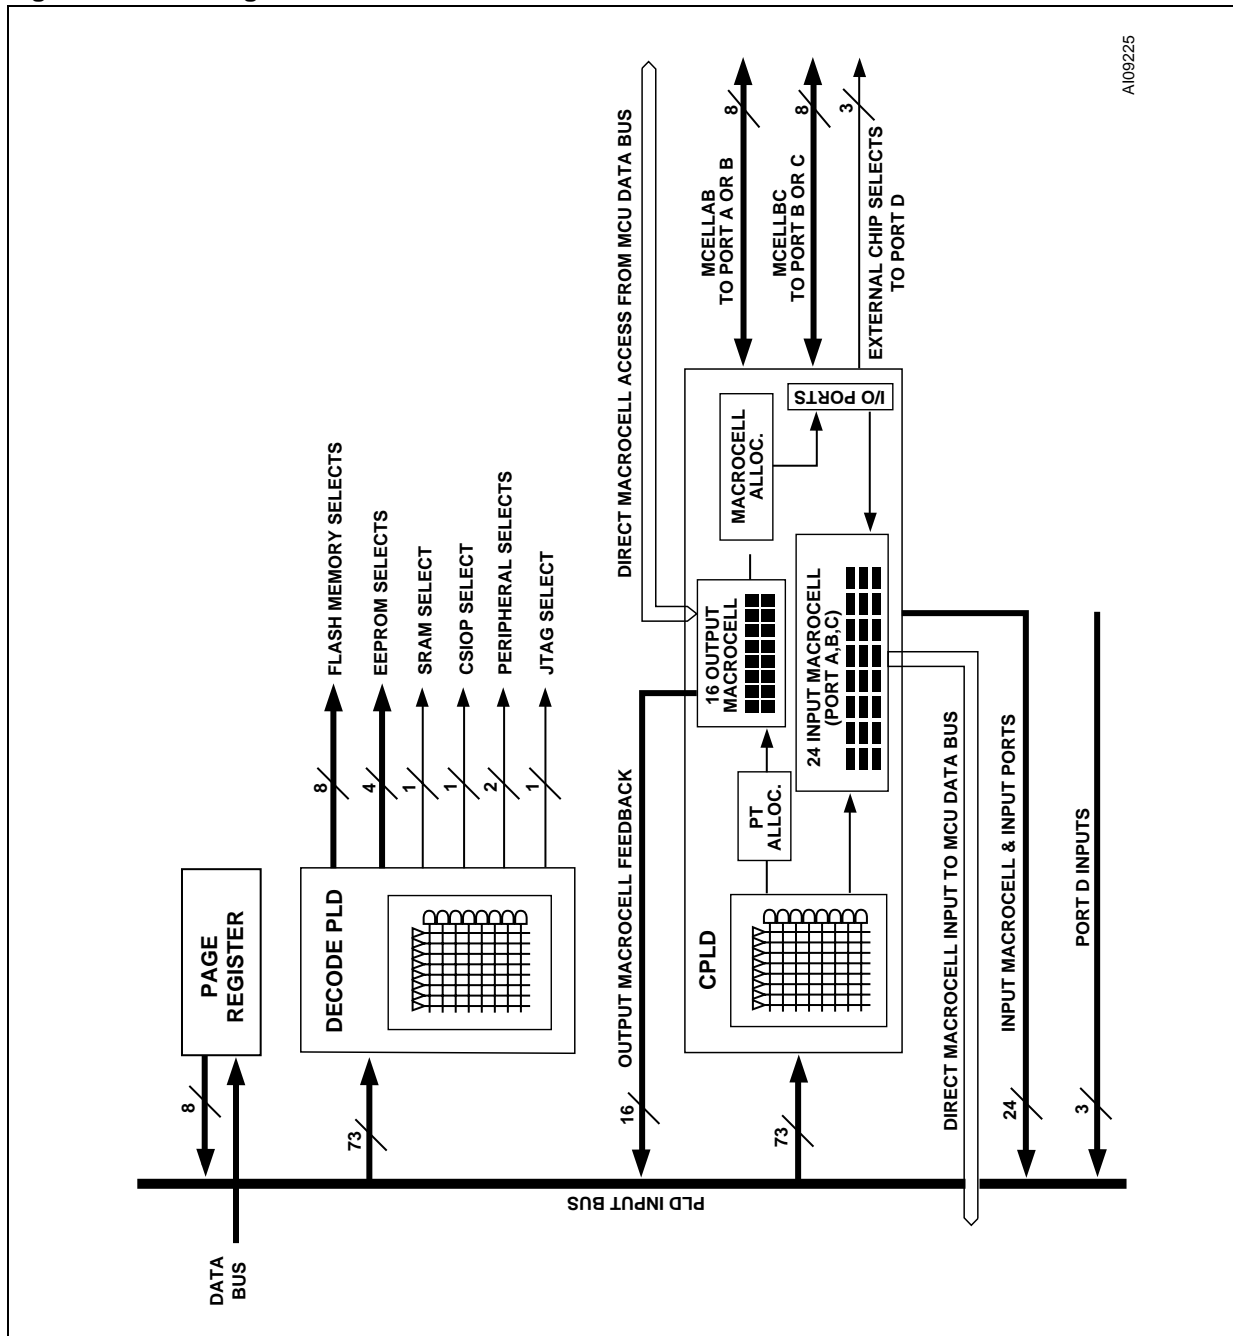 AI09225
DATA
BUS
8
PAGE
REGISTER
PLD INPUT BUS
73
DECODE PLD
8
FLASH MEMORY SELECTS
4
EEPROM SELECTS
1
SRAM SELECT
1
CSIOP SELECT
2
PERIPHERAL SELECTS
1
JTAG SELECT
16
OUTPUT MACROCELL FEEDBACK
DIRECT MACROCELL ACCESS FROM MCU DATA BUS
73
CPLD
PT
ALLOC.
16 OUTPUT
MACROCELL
MACROCELL
ALLOC.
I/O PORTS
24 INPUT MACROCELL
(PORT A,B,C)
MCELLAB
TO PORT A OR B
8
MCELLBC
TO PORT B OR C
8
EXTERNAL CHIP SELECTS
TO PORT D
3
DIRECT MACROCELL INPUT TO MCU DATA BUS
24
INPUT MACROCELL & INPUT PORTS
3
PORT D INPUTS